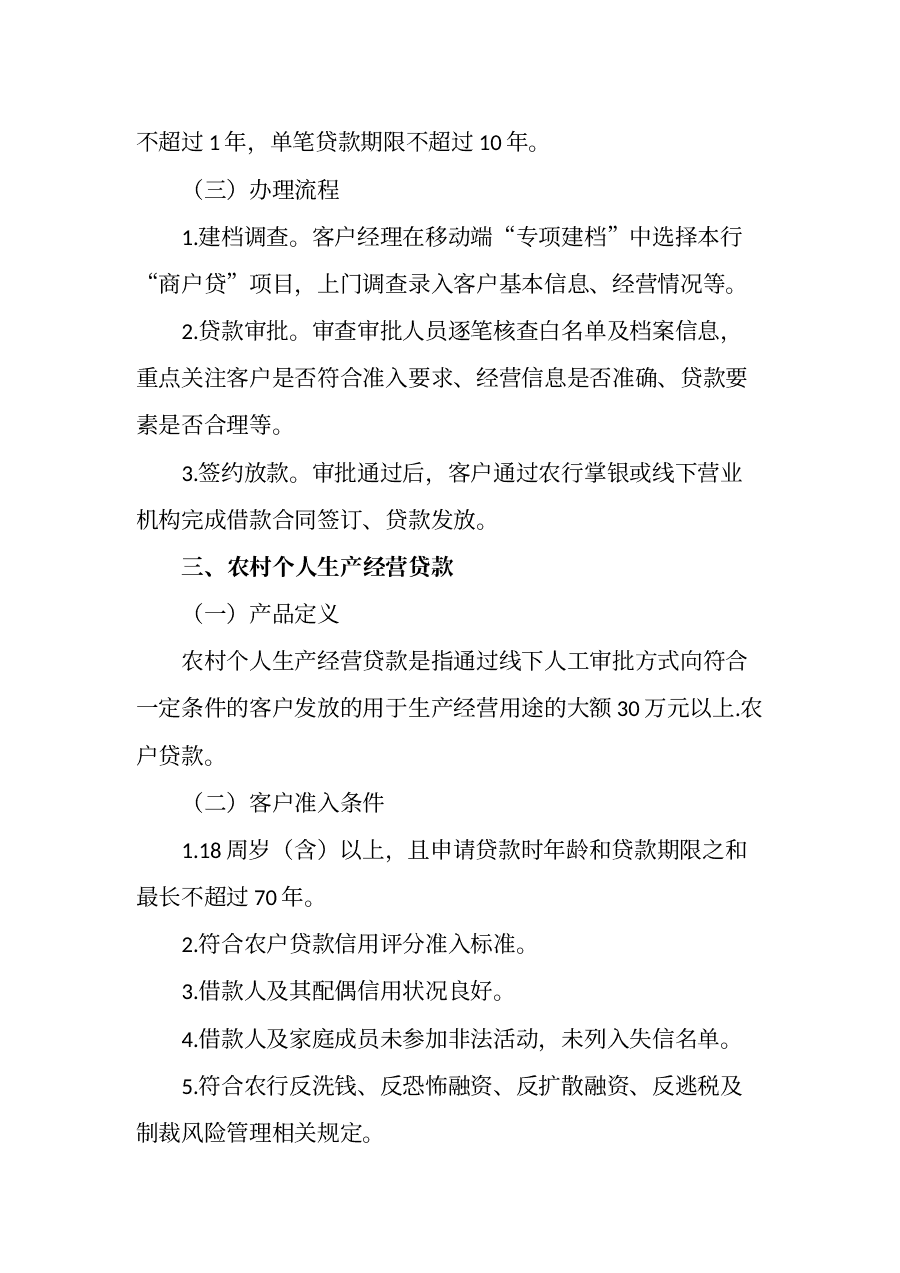 不超过 1 年，单笔贷款期限不超过 10 年。
（三）办理流程
1.建档调查。客户经理在移动端“专项建档”中选择本行
“商户贷”项目，上门调查录入客户基本信息、经营情况等。
2.贷款审批。审查审批人员逐笔核查白名单及档案信息，
重点关注客户是否符合准入要求、经营信息是否准确、贷款要
素是否合理等。
3.签约放款。审批通过后，客户通过农行掌银或线下营业
机构完成借款合同签订、贷款发放。
三、农村个人生产经营贷款
（一）产品定义
农村个人生产经营贷款是指通过线下人工审批方式向符合
一定条件的客户发放的用于生产经营用途的大额 30 万元以上.农
户贷款。
（二）客户准入条件
1.18 周岁（含）以上，且申请贷款时年龄和贷款期限之和
最长不超过 70 年。
2.符合农户贷款信用评分准入标准。
3.借款人及其配偶信用状况良好。
4.借款人及家庭成员未参加非法活动，未列入失信名单。
5.符合农行反洗钱、反恐怖融资、反扩散融资、反逃税及
制裁风险管理相关规定。